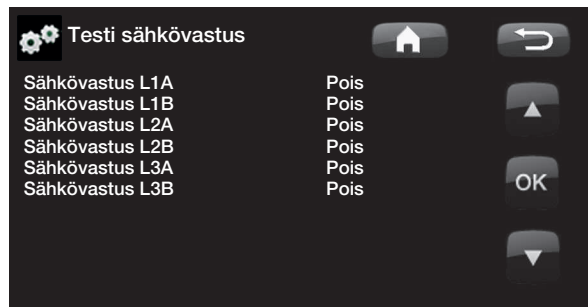 Testi sähkövastus
Sähkövastus L1A Pois
Sähkövastus L1B Pois
Sähkövastus L2A Pois
Sähkövastus L2B Pois
Sähkövastus L3A Pois
Sähkövastus L3B Pois
OK